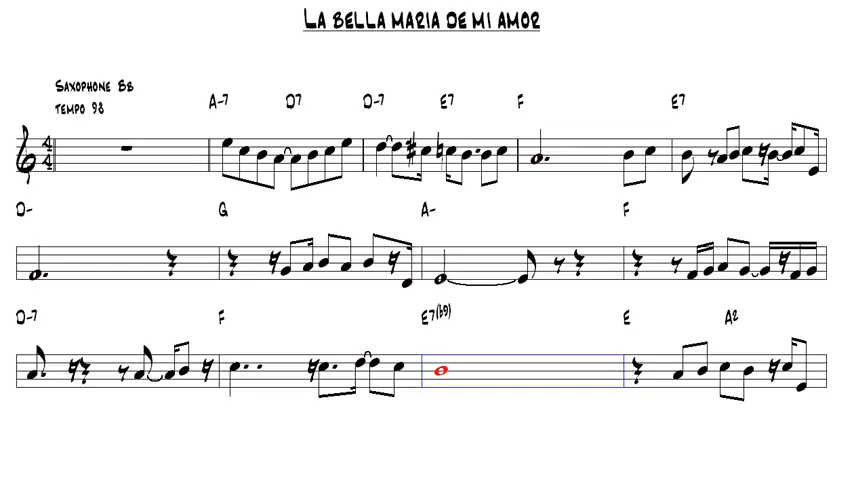 La bella maria de mi amor
Saxophone Bb
tempo 98
A-7 D7 D-7 E7 F E7
D- G A- F
D-7 F E7(b9) E A2